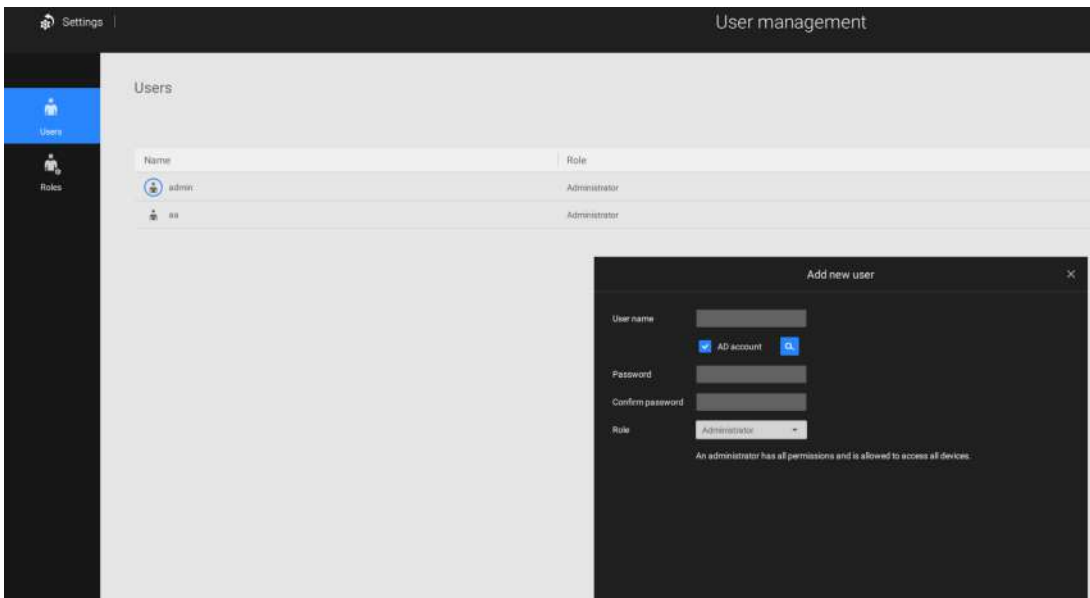 Settings
User management
Users
Users
Roles
Name Role
admin Administrator
aa Administrator
Add new user
User name
AD account
Password
Confirm password
Role Administrator
An administrator has all permissions and is allowed to access all devices.